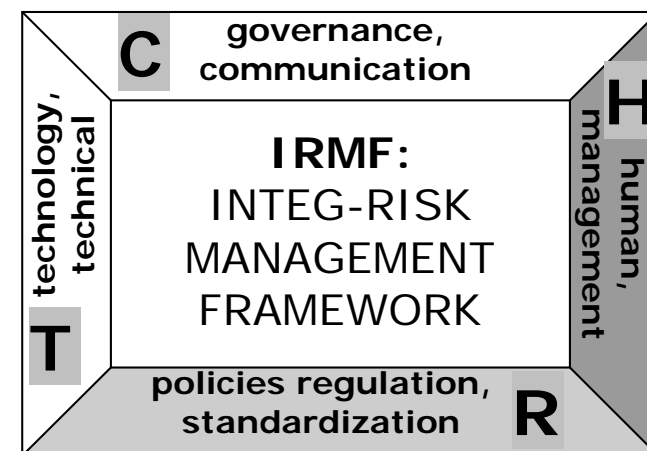 C
governance,
communication
H
human,
management
technology,
technical
T
IRMF:
INTEG-RISK
MANAGEMENT
FRAMEWORK
policies regulation,
standardization
R